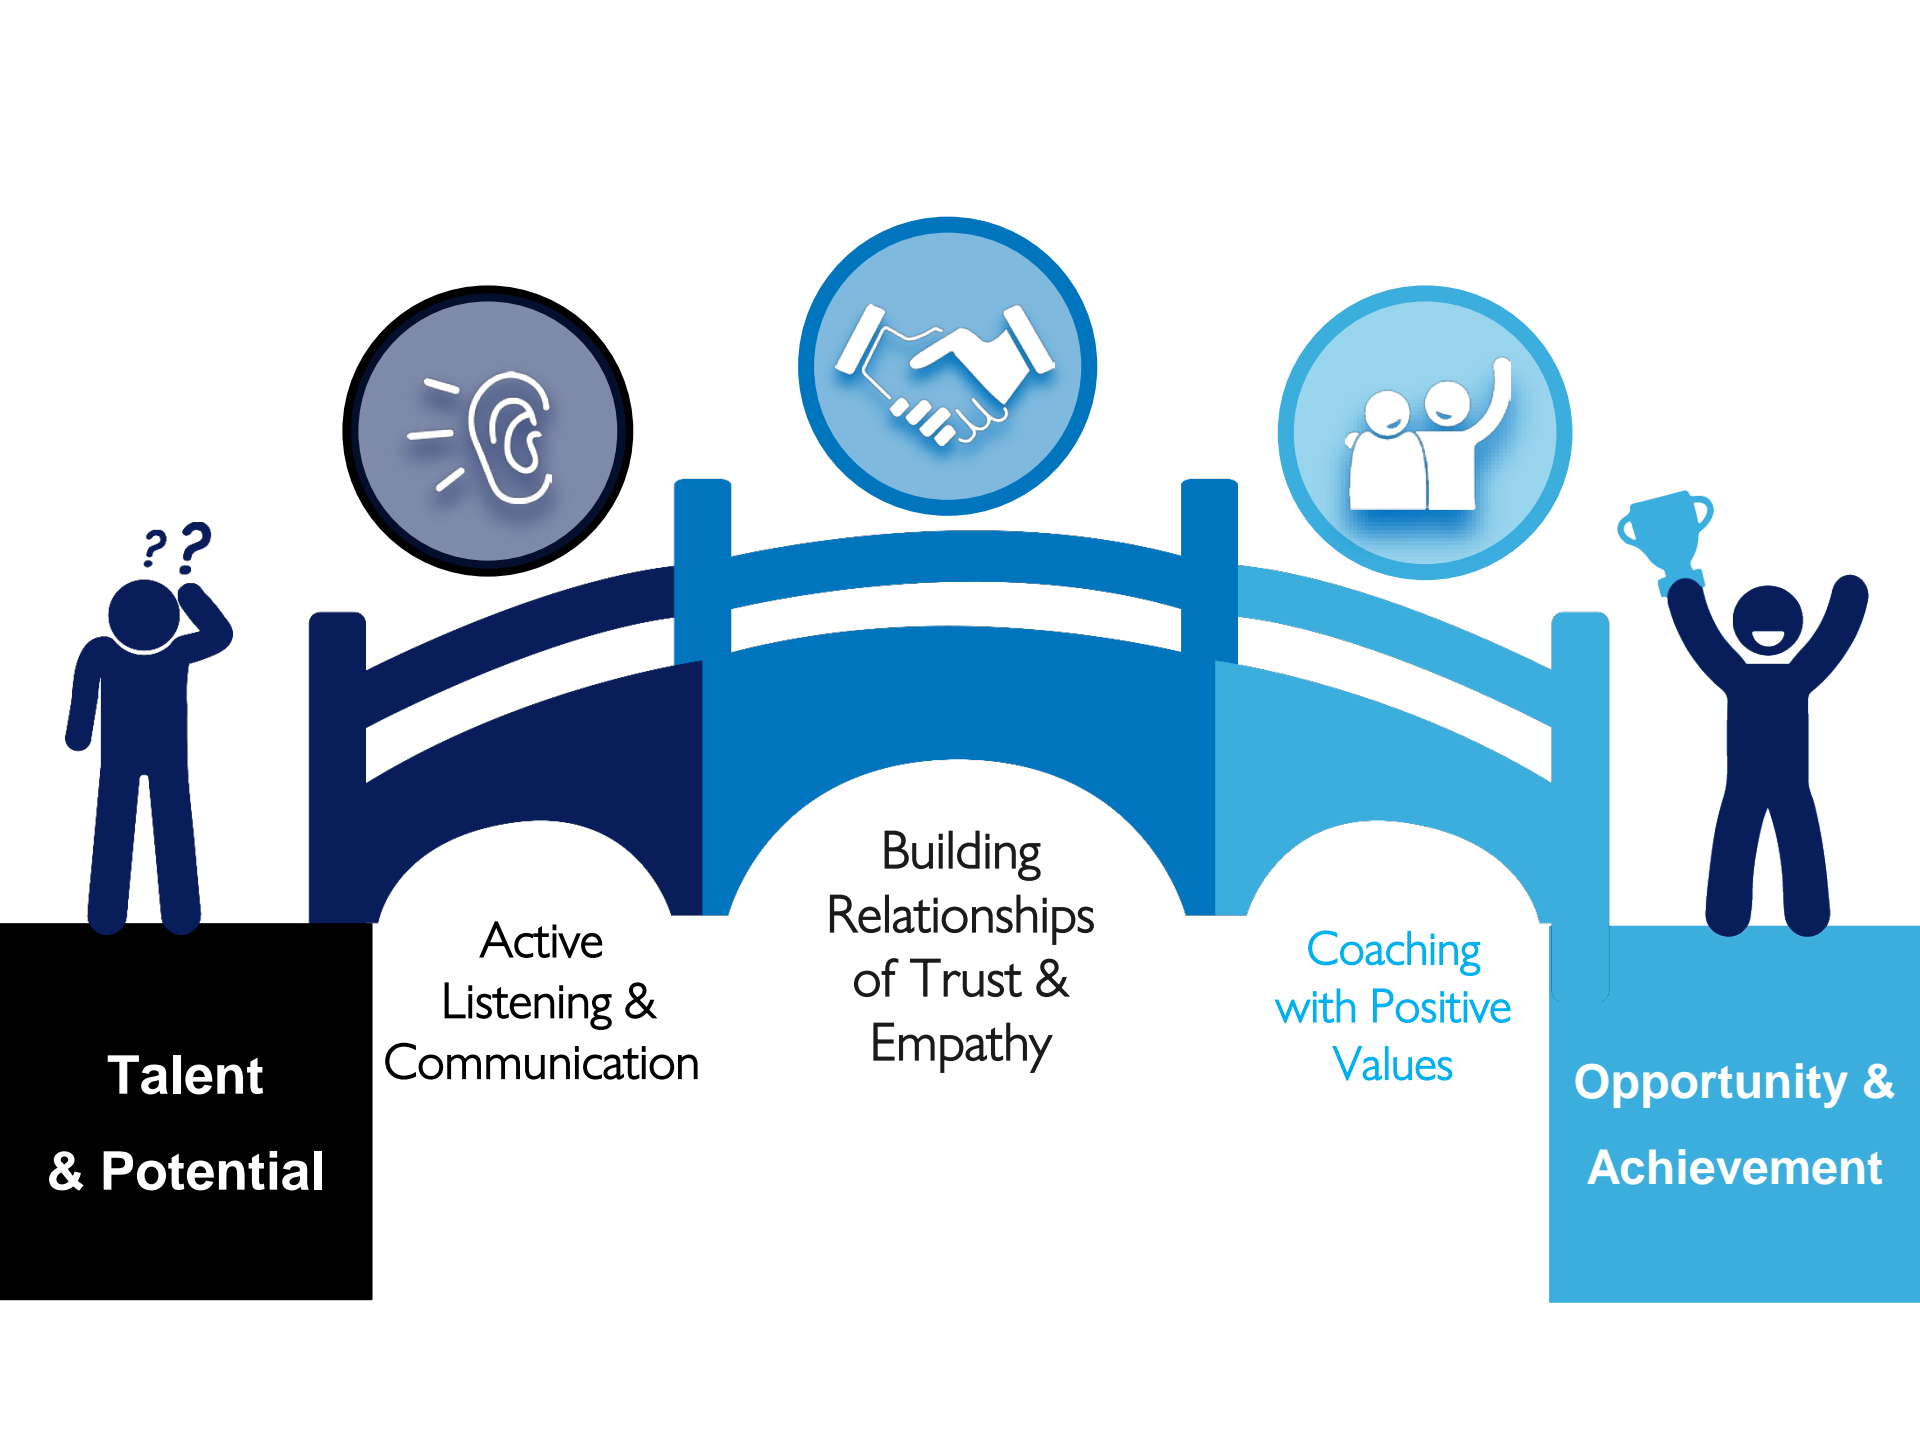 ? ?
Talent
& Potential
Active
Listening &
Communication
Building
Relationships
of Trust &
Empathy
Coaching
with Positive
Values
Opportunity &
Achievement